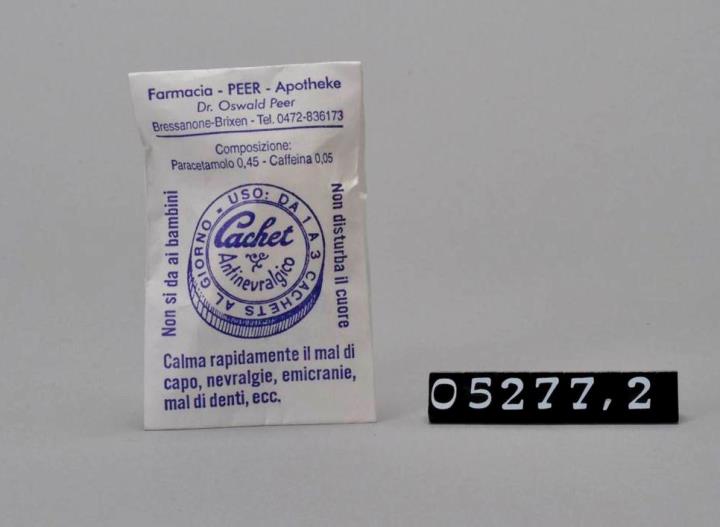 Farmacia - PEER - Apotheke
Dr. Oswald Peer
Bressanone-Brixen - Tel. 0472-836173
Composizione:
Paracetamolo 0,45 - Caffeina 0,05
Non si da ai bambini
USO: DA 1 A 3 CACHETS AL GIORNO
Cachet
Antinevralgico
Non disturba il cuore
Calma rapidamente il mal di
capo, nevralgie, emicranie,
mal di denti, ecc.
05277,2